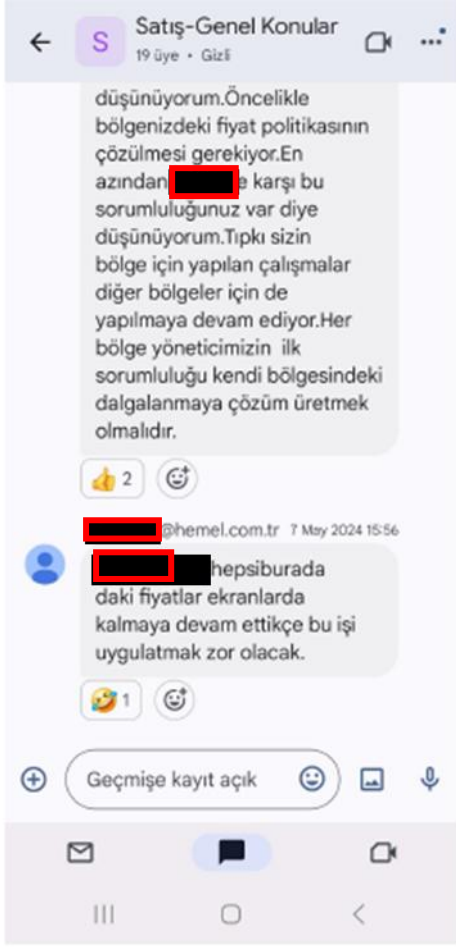 S
Satış-Genel Konular
19 üye • Gizli
düşünüyorum.Öncelikle
bölgenizdeki fiyat politikasının
çözülmesi gerekiyor.En
azından e karşı bu
sorumluluğunuz var diye
düşünüyorum.Tıpkı sizin
bölge için yapılan çalışmalar
diğer bölgeler için de
yapılmaya devam ediyor.Her
bölge yöneticimizin ilk
sorumluluğu kendi bölgesindeki
dalgalanmaya çözüm üretmek
olmalıdır.
👍 2
@hemel.com.tr 7 May 2024 15:56
hepsiburada
daki fiyatlar ekranlarda
kalmaya devam ettikçe bu işi
uygulatmak zor olacak.
🤣 1
Geçmişe kayıt açık